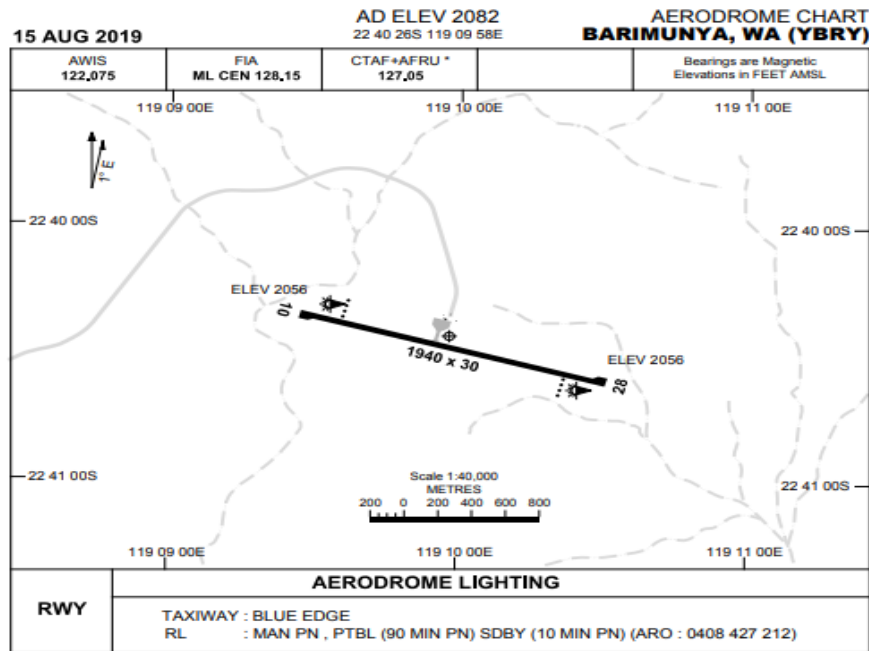 15 AUG 2019
AD ELEV 2082
22 40 26S 119 09 58E
AERODROME CHART
BARIMUNYA, WA (YBRY)
AWIS
122.075
FIA
ML CEN 128.15
CTAF+AFRU *
127.05
Bearings are Magnetic
Elevations in FEET AMSL
119 09 00E
119 10 00E
119 11 00E
1° E
22 40 00S
22 40 00S
ELEV 2056
10
1940 x 30
ELEV 2056
28
22 41 00S
22 41 00S
Scale 1:40,000
METRES
200 0 200 400 600 800
119 09 00E
119 10 00E
119 11 00E
RWY
AERODROME LIGHTING
TAXIWAY : BLUE EDGE
RL : MAN PN , PTBL (90 MIN PN) SDBY (10 MIN PN) (ARO : 0408 427 212)